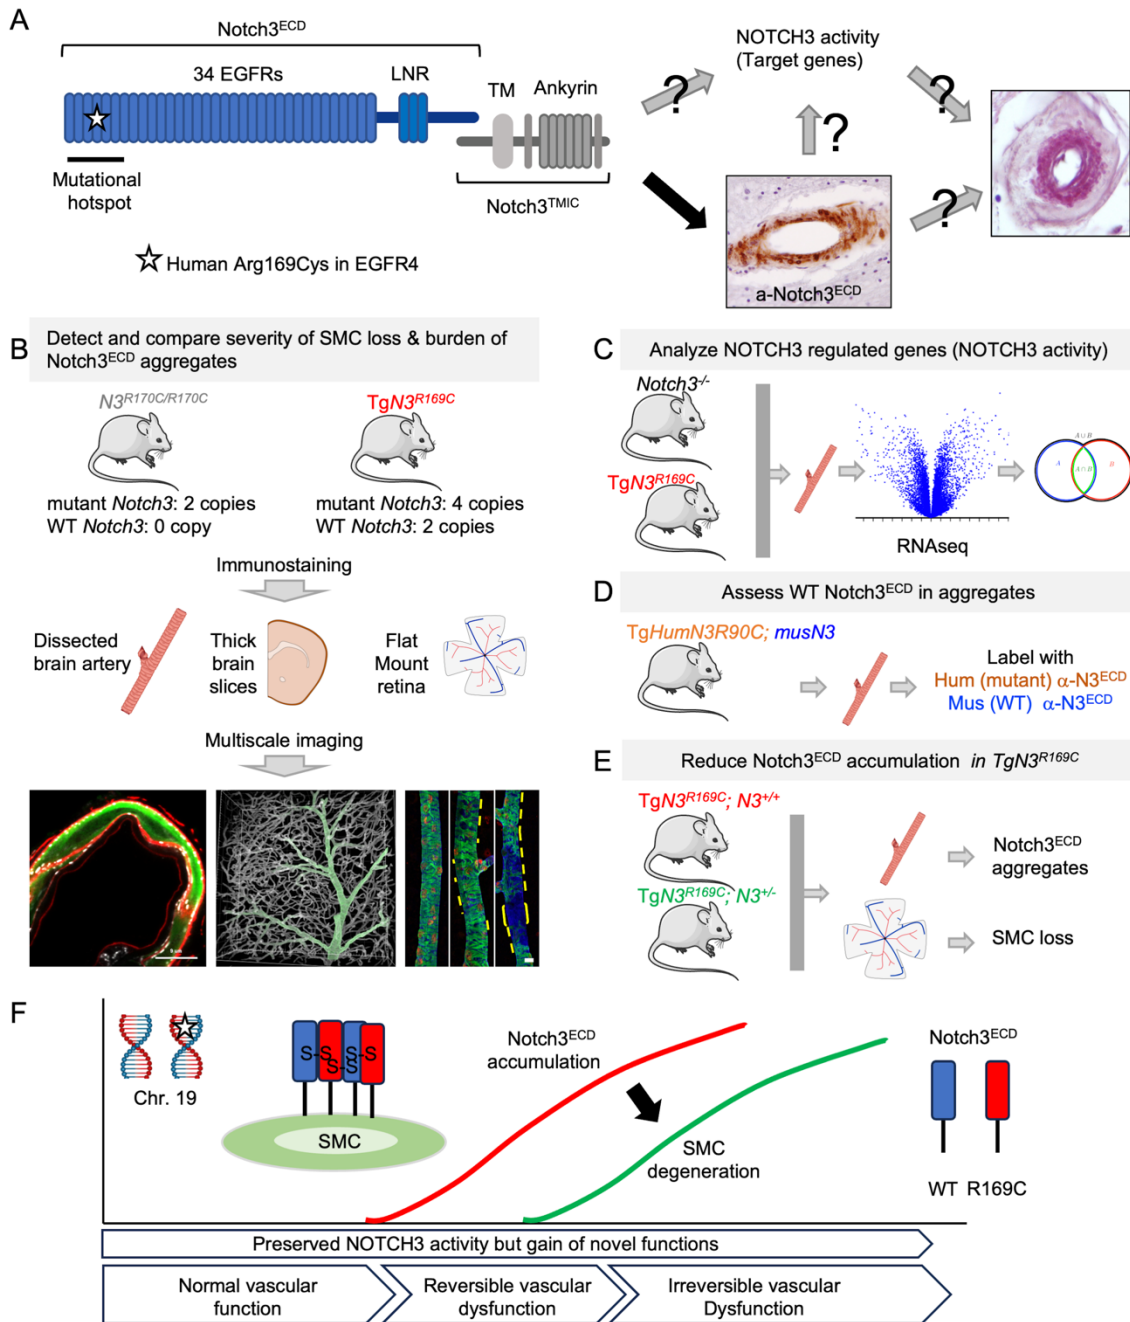 A
Notch3ECD
34 EGFRs
LNR
TM
Ankyrin
Mutational
hotspot
Notch3TMIC
Human Arg169Cys in EGFR4
NOTCH3 activity
(Target genes)
?
?
?
?
a-Notch3ECD
B
Detect and compare severity of SMC loss & burden of
Notch3ECD aggregates
N3R170C/R170C
TgN3R169C
mutant Notch3: 2 copies
WT Notch3: 0 copy
mutant Notch3: 4 copies
WT Notch3: 2 copies
Immunostaining
Dissected
brain artery
Thick
brain
slices
Flat
Mount
retina
Multiscale imaging
C
Analyze NOTCH3 regulated genes (NOTCH3 activity)
Notch3-/-
TgN3R169C
RNAseq
A∪B
A
A∩B
B
D
Assess WT Notch3ECD in aggregates
TgHumN3R90C; musN3
Label with
Hum (mutant) α-N3ECD
Mus (WT) α-N3ECD
E
Reduce Notch3ECD accumulation in TgN3R169C
TgN3R169C; N3+/+
TgN3R169C; N3+/-
Notch3ECD
aggregates
SMC loss
F
Chr. 19
S-S
S-S
S-S
SMC
Notch3ECD
accumulation
SMC
degeneration
Notch3ECD
WT R169C
Preserved NOTCH3 activity but gain of novel functions
Normal vascular
function
Reversible vascular
dysfunction
Irreversible vascular
Dysfunction